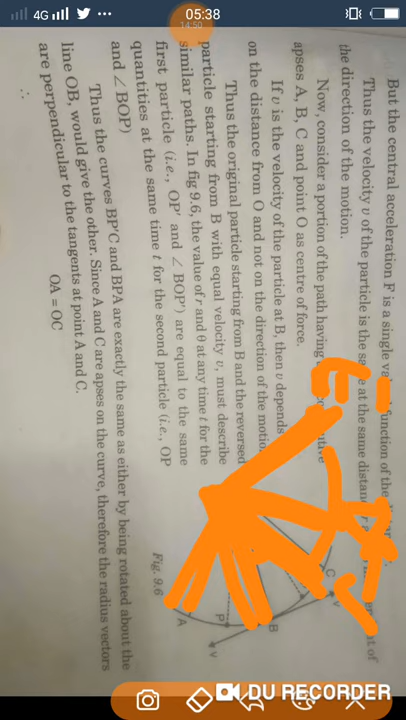 4G 05:38
14:50
But the central acceleration F is a single function of the
Thus the velocity v of the particle is the at the same distan
the direction of the motion.
Now, consider a portion of the path having
apses A, B, C and point O as centre of force.
If v is the velocity of the particle at B, then v depends
on the distance from O and not on the direction of the motio
Thus the original particle starting from B and the reversed
particle starting from B with equal velocity v, must describe
similar paths. In fig 9.6, the value of r and θ at any time t for the
first particle (i.e., OP' and ∠ BOP') are equal to the same
quantities at the same time t for the second particle (i.e., OP
and ∠ BOP)
Thus the curves BP'C and BPA are exactly the same as either by being rotated about the
line OB, would give the other. Since A and C are apses on the curve, therefore the radius vectors
are perpendicular to the tangents at point A and C.
∴ OA = OC
C
v
B
P
A
v
Fig. 9.6
DU RECORDER